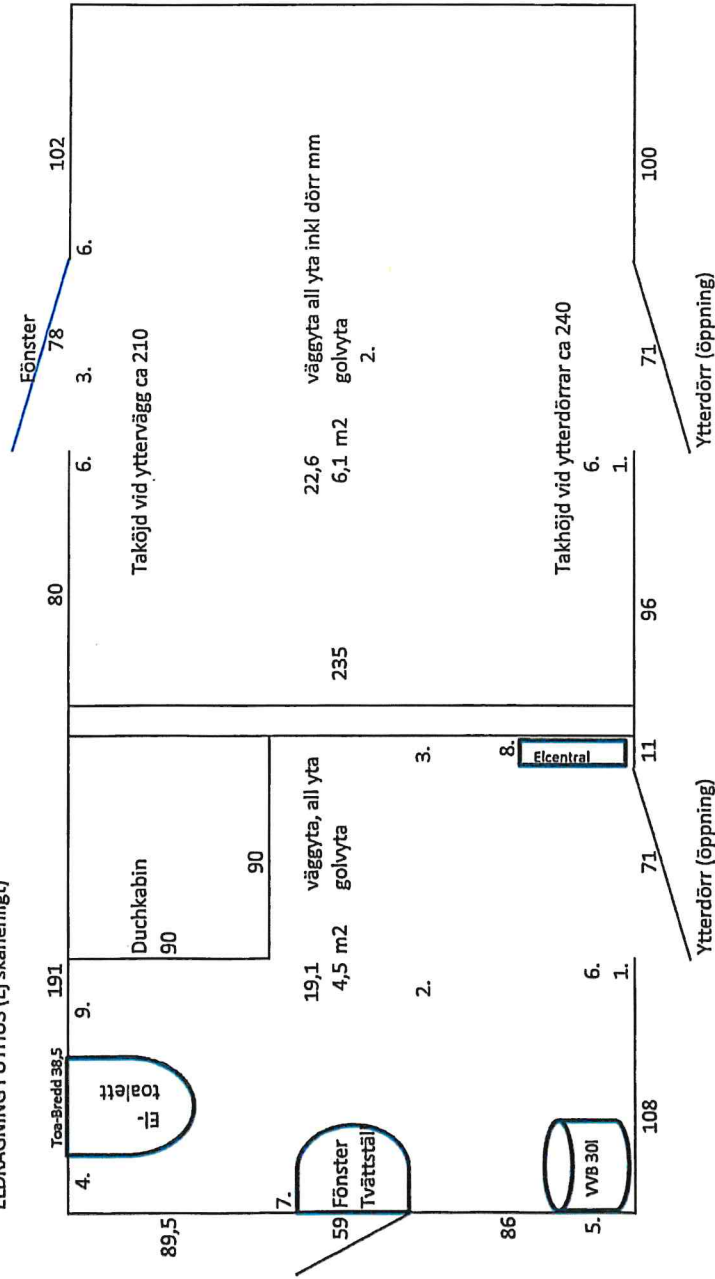 ELDRAGNING I UTHUS (Ej skalenligt)
Fönster
Toa-Bredd 38,5
191
80
78
102
4.
9.
6.
3.
6.
El-
toalett
Duchkabin
90
90
Taköjd vid yttervägg ca 210
89,5
7.
59
Fönster
Tvättställ
19,1 väggyta, all yta
4,5 m2 golvyta
2.
3.
235
22,6 väggyta all yta inkl dörr mm
6,1 m2 golvyta
2.
86
5.
VVB 30l
6.
1.
8.
Elcentral
Takhöjd vid ytterdörrar ca 240
6.
1.
108
71
11
96
71
100
Ytterdörr (öppning)
Ytterdörr (öppning)